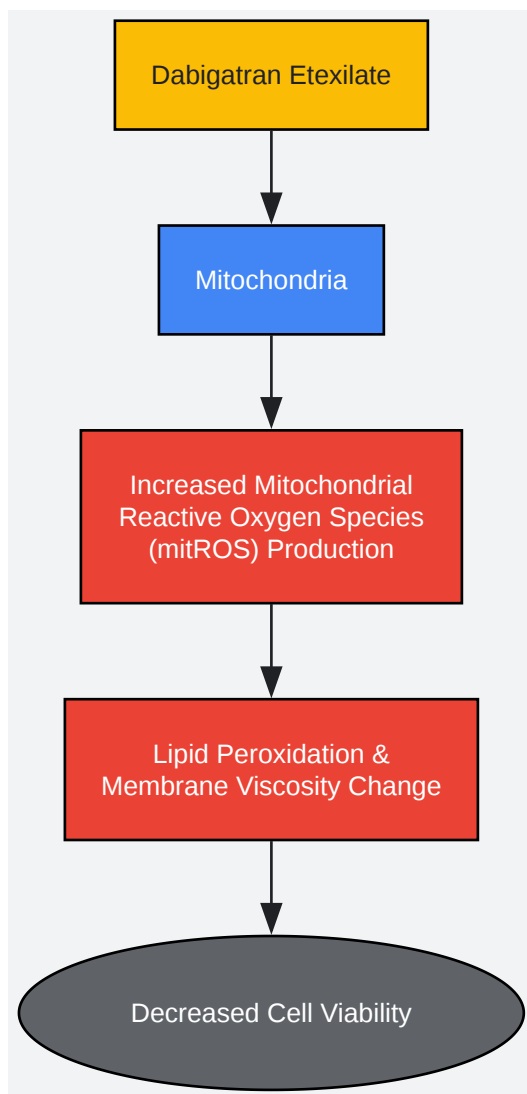 Dabigatran Etexilate
Mitochondria
Increased Mitochondrial
Reactive Oxygen Species
(mitROS) Production
Lipid Peroxidation &
Membrane Viscosity Change
Decreased Cell Viability